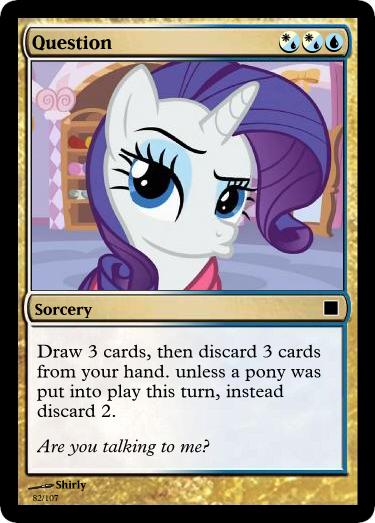 Question
Sorcery
Draw 3 cards, then discard 3 cards
from your hand. unless a pony was
put into play this turn, instead
discard 2.
Are you talking to me?
Shirly
82/107